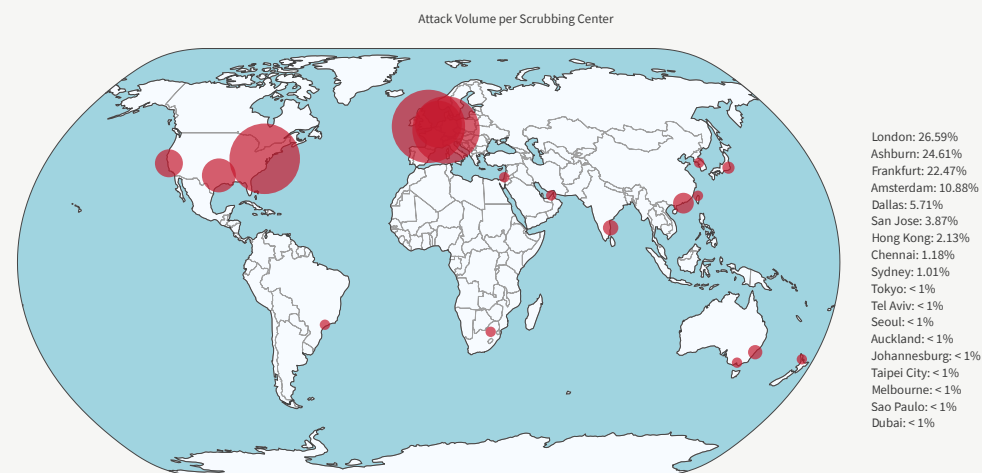 Attack Volume per Scrubbing Center
London: 26.59%
Ashburn: 24.61%
Frankfurt: 22.47%
Amsterdam: 10.88%
Dallas: 5.71%
San Jose: 3.87%
Hong Kong: 2.13%
Chennai: 1.18%
Sydney: 1.01%
Tokyo: < 1%
Tel Aviv: < 1%
Seoul: < 1%
Auckland: < 1%
Johannesburg: < 1%
Taipei City: < 1%
Melbourne: < 1%
Sao Paulo: < 1%
Dubai: < 1%